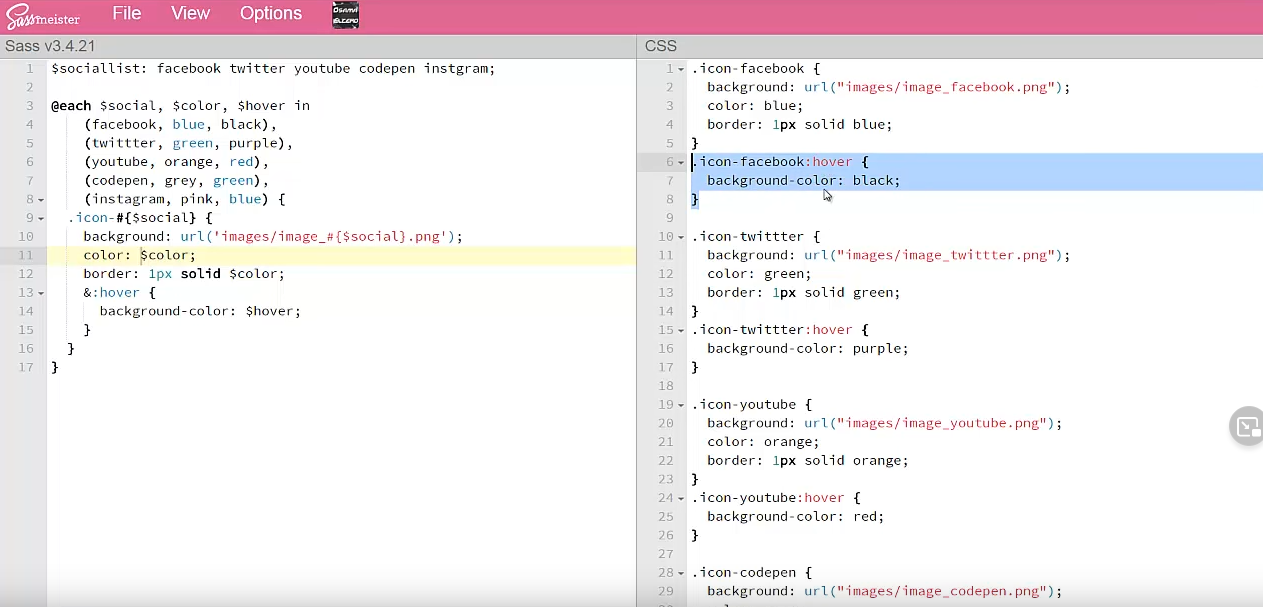 Sassmeister File View Options
Sass v3.4.21
1 $sociallist: facebook twitter youtube codepen instgram;
2
3 @each $social, $color, $hover in
4 (facebook, blue, black),
5 (twittter, green, purple),
6 (youtube, orange, red),
7 (codepen, grey, green),
8 (instagram, pink, blue) {
9 .icon-#{$social} {
10 background: url('images/image_#{$social}.png');
11 color: $color;
12 border: 1px solid $color;
13 &:hover {
14 background-color: $hover;
15 }
16 }
17 }
CSS
1 .icon-facebook {
2 background: url("images/image_facebook.png");
3 color: blue;
4 border: 1px solid blue;
5 }
6 .icon-facebook:hover {
7 background-color: black;
8 }
9
10 .icon-twittter {
11 background: url("images/image_twittter.png");
12 color: green;
13 border: 1px solid green;
14 }
15 .icon-twittter:hover {
16 background-color: purple;
17 }
18
19 .icon-youtube {
20 background: url("images/image_youtube.png");
21 color: orange;
22 border: 1px solid orange;
23 }
24 .icon-youtube:hover {
25 background-color: red;
26 }
27
28 .icon-codepen {
29 background: url("images/image_codepen.png");